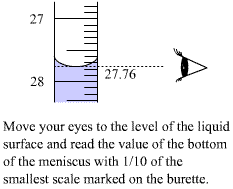 27
27.76
28
Move your eyes to the level of the liquid
surface and read the value of the bottom
of the meniscus with 1/10 of the
smallest scale marked on the burette.